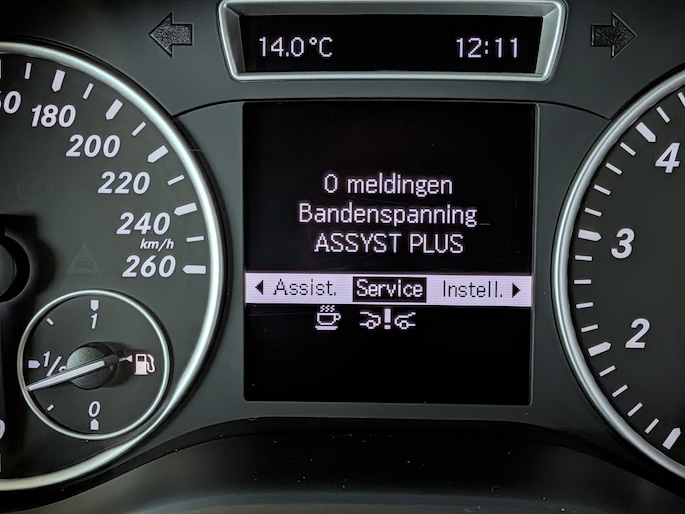 14.0°C 12:11
0 meldingen
Bandenspanning
ASSYST PLUS
Assist. Service Instell.
180
200
220
240
km/h
260
1
1/
0
4
3
2